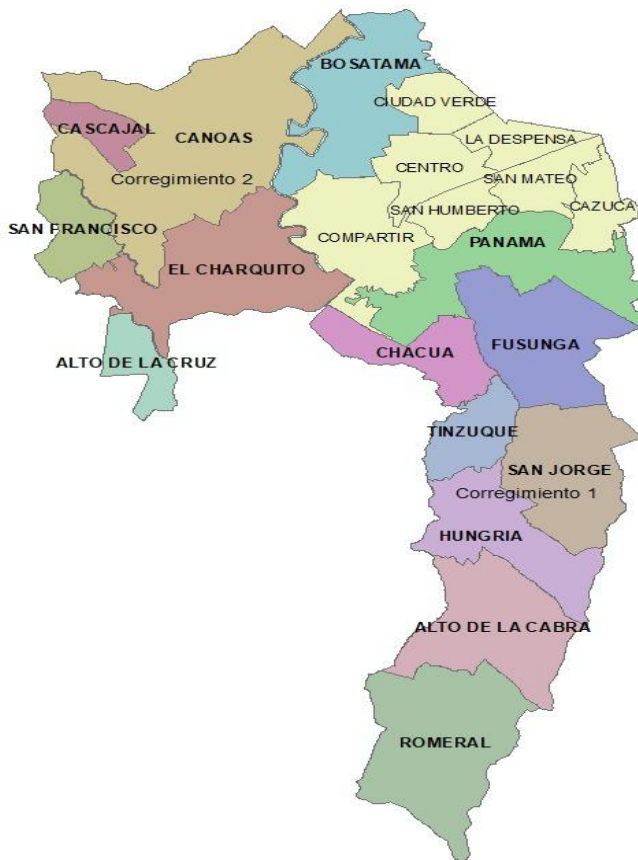 BOSATAMA
CIUDAD VERDE
CASCAJAL
CANOAS
LA DESPENSA
CENTRO
Corregimiento 2
SAN MATEO
SAN HUMBERTO
CAZUCA
SAN FRANCISCO
COMPARTIR
PANAMA
EL CHARQUITO
FUSUNGA
CHACUA
ALTO DE LA CRUZ
TINZUQUE
SAN JORGE
Corregimiento 1
HUNGRIA
ALTO DE LA CABRA
ROMERAL